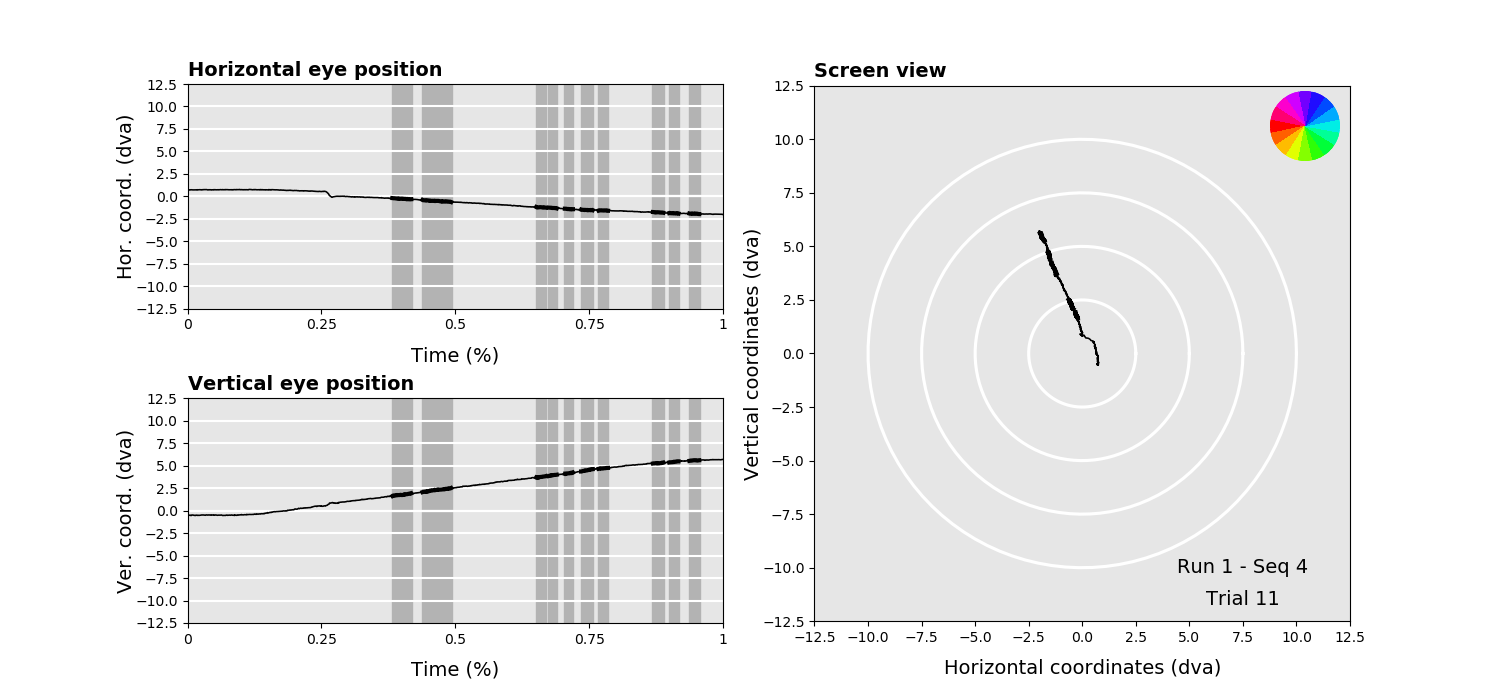 Horizontal eye position
Hor. coord. (dva)
12.5
10.0
7.5
5.0
2.5
0.0
−2.5
−5.0
−7.5
−10.0
−12.5
0 0.25 0.5 0.75 1
Time (%)
Vertical eye position
Ver. coord. (dva)
12.5
10.0
7.5
5.0
2.5
0.0
−2.5
−5.0
−7.5
−10.0
−12.5
0 0.25 0.5 0.75 1
Time (%)
Screen view
Vertical coordinates (dva)
12.5
10.0
7.5
5.0
2.5
0.0
−2.5
−5.0
−7.5
−10.0
−12.5
Run 1 - Seq 4
Trial 11
−12.5 −10.0 −7.5 −5.0 −2.5 0.0 2.5 5.0 7.5 10.0 12.5
Horizontal coordinates (dva)